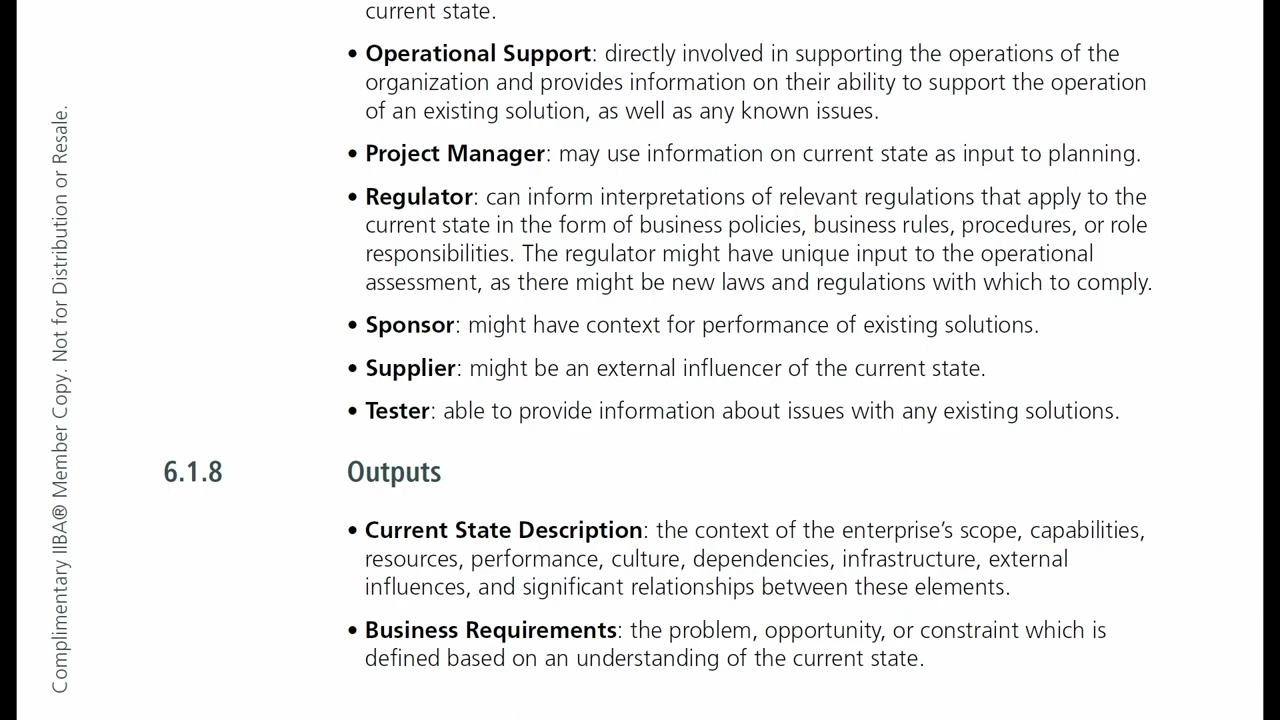 current state.
• Operational Support: directly involved in supporting the operations of the
organization and provides information on their ability to support the operation
of an existing solution, as well as any known issues.
• Project Manager: may use information on current state as input to planning.
• Regulator: can inform interpretations of relevant regulations that apply to the
current state in the form of business policies, business rules, procedures, or role
responsibilities. The regulator might have unique input to the operational
assessment, as there might be new laws and regulations with which to comply.
• Sponsor: might have context for performance of existing solutions.
• Supplier: might be an external influencer of the current state.
• Tester: able to provide information about issues with any existing solutions.
6.1.8 Outputs
• Current State Description: the context of the enterprise’s scope, capabilities,
resources, performance, culture, dependencies, infrastructure, external
influences, and significant relationships between these elements.
• Business Requirements: the problem, opportunity, or constraint which is
defined based on an understanding of the current state.
Complimentary IIBA® Member Copy. Not for Distribution or Resale.